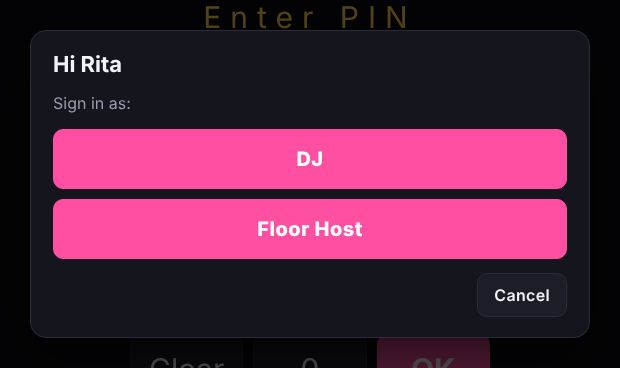 Enter PIN
Hi Rita
Sign in as:
DJ
Floor Host
Cancel
Clear 0 OK